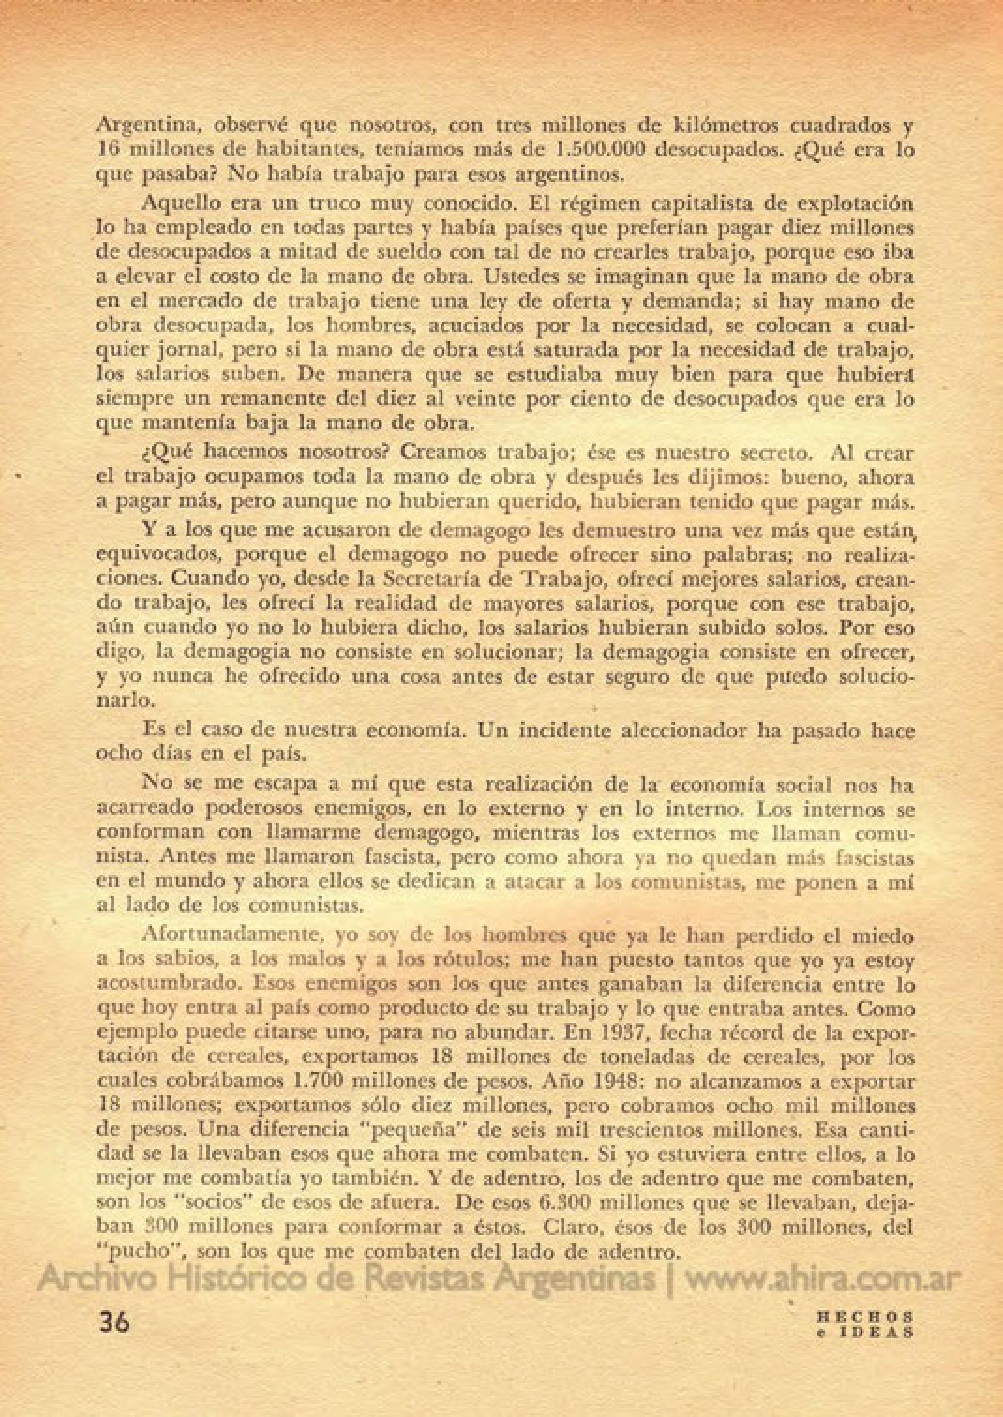 Argentina, observé que nosotros, con tres millones de kilómetros cuadrados y
16 millones de habitantes, teníamos más de 1.500.000 desocupados. ¿Qué era lo
que pasaba? No había trabajo para esos argentinos.
Aquello era un truco muy conocido. El régimen capitalista de explotación
lo ha empleado en todas partes y había países que preferían pagar diez millones
de desocupados a mitad de sueldo con tal de no crearles trabajo, porque eso iba
a elevar el costo de la mano de obra. Ustedes se imaginan que la mano de obra
en el mercado de trabajo tiene una ley de oferta y demanda; si hay mano de
obra desocupada, los hombres, acuciados por la necesidad, se colocan a cual-
quier jornal, pero si la mano de obra está saturada por la necesidad de trabajo,
los salarios suben. De manera que se estudiaba muy bien para que hubiera
siempre un remanente del diez al veinte por ciento de desocupados que era lo
que mantenía baja la mano de obra.
¿Qué hacemos nosotros? Creamos trabajo; ése es nuestro secreto. Al crear
el trabajo ocupamos toda la mano de obra y después les dijimos: bueno, ahora
a pagar más, pero aunque no hubieran querido, hubieran tenido que pagar más.
Y a los que me acusaron de demagogo les demuestro una vez más que están,
equivocados, porque el demagogo no puede ofrecer sino palabras; no realiza-
ciones. Cuando yo, desde la Secretaría de Trabajo, ofrecí mejores salarios, crean-
do trabajo, les ofrecí la realidad de mayores salarios, porque con ese trabajo,
aún cuando yo no lo hubiera dicho, los salarios hubieran subido solos. Por eso
digo, la demagogia no consiste en solucionar; la demagogia consiste en ofrecer,
y yo nunca he ofrecido una cosa antes de estar seguro de que puedo solucio-
narlo.
Es el caso de nuestra economía. Un incidente aleccionador ha pasado hace
ocho días en el país.
No se me escapa a mí que esta realización de la economía social nos ha
acarreado poderosos enemigos, en lo externo y en lo interno. Los internos se
conforman con llamarme demagogo, mientras los externos me llaman comu-
nista. Antes me llamaron fascista, pero como ahora ya no quedan más fascistas
en el mundo y ahora ellos se dedican a atacar a los comunistas, me ponen a mí
al lado de los comunistas.
Afortunadamente, yo soy de los hombres que ya le han perdido el miedo
a los sabios, a los malos y a los rótulos; me han puesto tantos que yo ya estoy
acostumbrado. Esos enemigos son los que antes ganaban la diferencia entre lo
que hoy entra al país como producto de su trabajo y lo que entraba antes. Como
ejemplo puede citarse uno, para no abundar. En 1937, fecha récord de la expor-
tación de cereales, exportamos 18 millones de toneladas de cereales, por los
cuales cobrábamos 1.700 millones de pesos. Año 1948: no alcanzamos a exportar
18 millones; exportamos sólo diez millones, pero cobramos ocho mil millones
de pesos. Una diferencia "pequeña" de seis mil trescientos millones. Esa canti-
dad se la llevaban esos que ahora me combaten. Si yo estuviera entre ellos, a lo
mejor me combatía yo también. Y de adentro, los de adentro que me combaten,
son los "socios" de esos de afuera. De esos 6.300 millones que se llevaban, deja-
ban 300 millones para conformar a éstos. Claro, ésos de los 300 millones, del
"pucho", son los que me combaten del lado de adentro.
Archivo Histórico de Revistas Argentinas | www.ahira.com.ar
36
HECHOS
e IDEAS